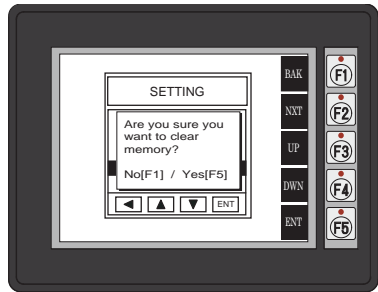 SETTING
Are you sure you
want to clear
memory?
No[F1] / Yes[F5]
ENT
BAK
NXT
UP
DWN
ENT
F1
F2
F3
F4
F5